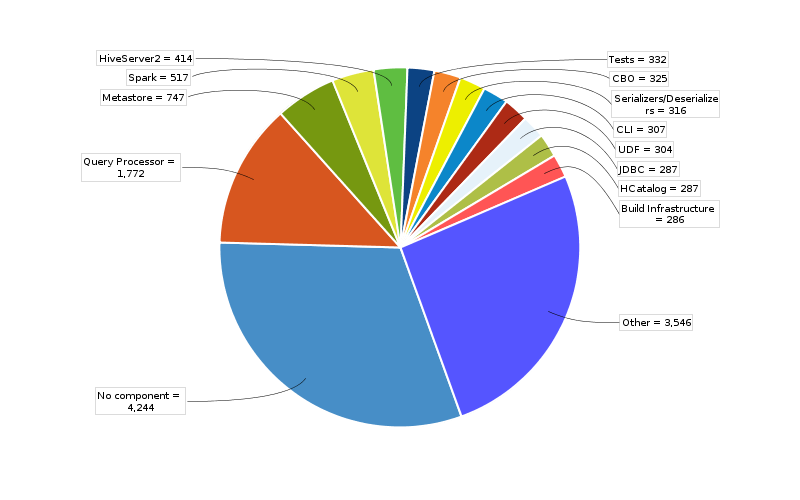 HiveServer2 = 414
Spark = 517
Metastore = 747
Query Processor =
1,772
No component =
4,244
Tests = 332
CBO = 325
Serializers/Deserialize
rs = 316
CLI = 307
UDF = 304
JDBC = 287
HCatalog = 287
Build Infrastructure
= 286
Other = 3,546